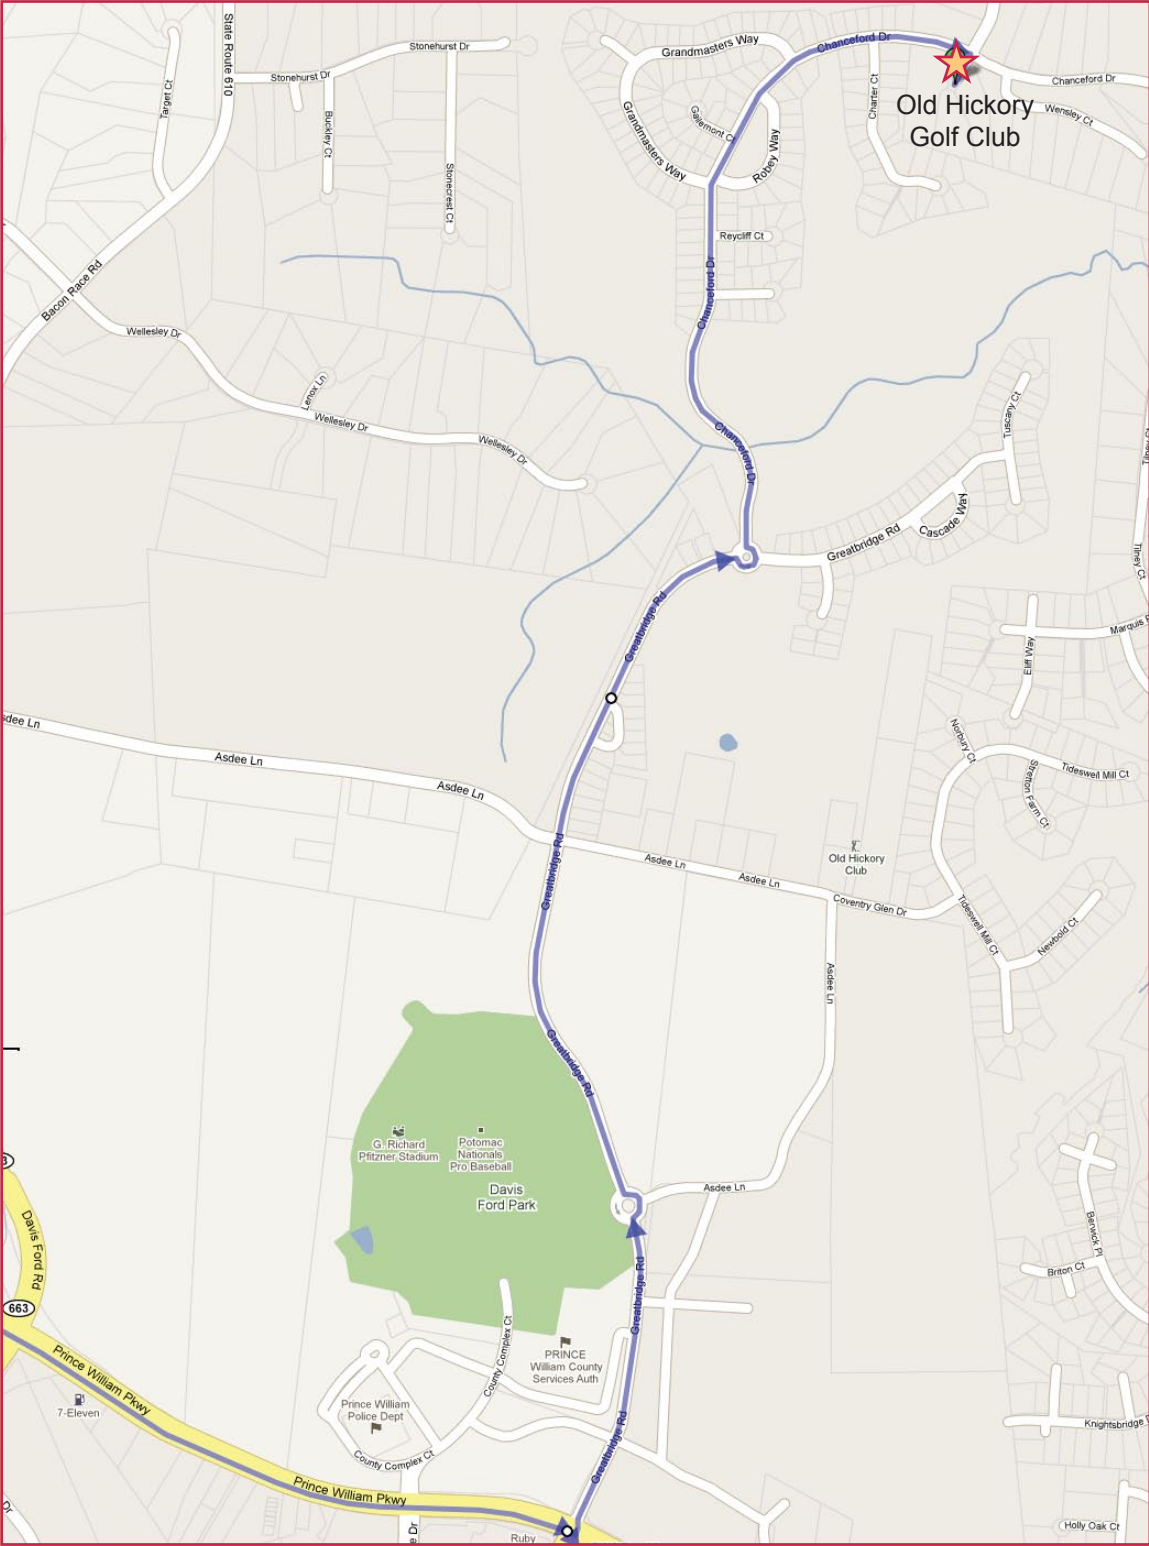 State Route 610
Target Ct
Stonehurst Dr
Stonehurst Dr
Buckley Ct
Stonecrest Ct
Grandmasters Way
Chanceford Dr
Grandmasters Way
Robey Way
Charter Ct
Old Hickory
Golf Club
Chanceford Dr
Wensley Ct
Reycliff Ct
Chanceford Dr
Bacon Race Rd
Wellesley Dr
Lenox Ln
Wellesley Dr
Wellesley Dr
Chanceford Dr
Tuscany Ct
Cascade Way
Greatbridge Rd
Tilney Ct
Greatbridge Rd
Marquis
Eliff Way
sdee Ln
Asdee Ln
Asdee Ln
Norbury Ct
Tideswell Mill Ct
Stretton Farm Ct
Greatbridge Rd
Asdee Ln
Asdee Ln
Old Hickory
Club
Coventry Glen Dr
Tideswell Mill Ct
Newbold Ct
Asdee Ln
Greatbridge Rd
G. Richard
Pfitzner Stadium
Potomac
Nationals
Pro Baseball
Davis
Ford Park
Asdee Ln
Davis Ford Rd
663
Berwick Pl
Briton Ct
Greatbridge Rd
County Complex Ct
PRINCE
William County
Services Auth
Prince William Pkwy
7-Eleven
Prince William
Police Dept
County Complex Ct
Greatbridge Rd
Knightsbridge
Prince William Pkwy
Dr
e Dr
Ruby
Holly Oak Ct